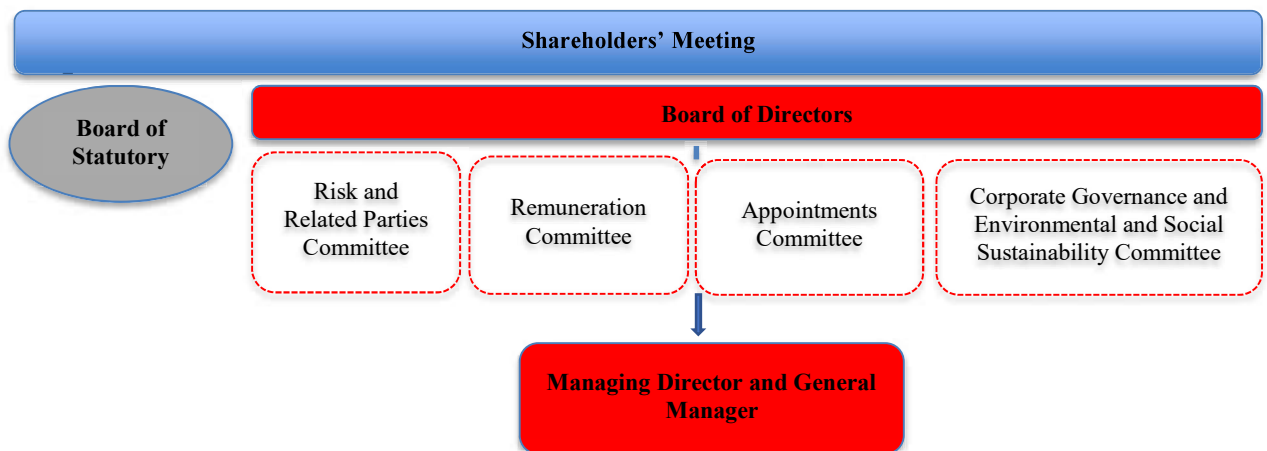 Shareholders’ Meeting
Board of
Statutory
Board of Directors
Risk and
Related Parties
Committee
Remuneration
Committee
Appointments
Committee
Corporate Governance and
Environmental and Social
Sustainability Committee
Managing Director and General
Manager